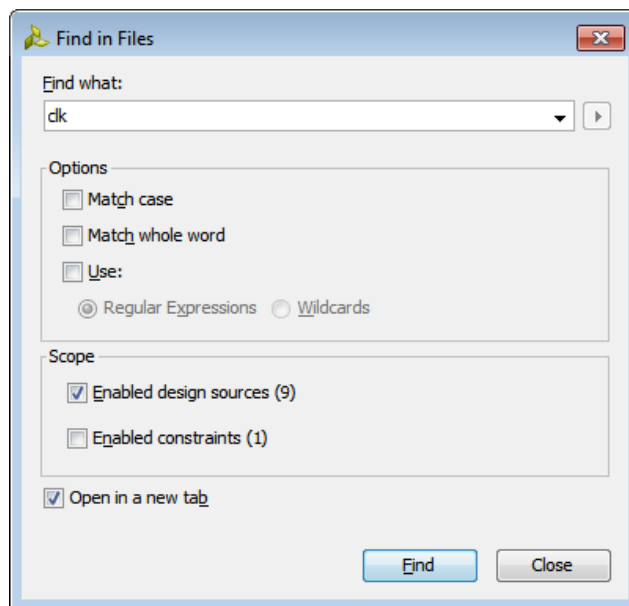 Find in Files
Find what:
clk
Options
Match case
Match whole word
Use:
Regular Expressions Wildcards
Scope
Enabled design sources (9)
Enabled constraints (1)
Open in a new tab
Find Close